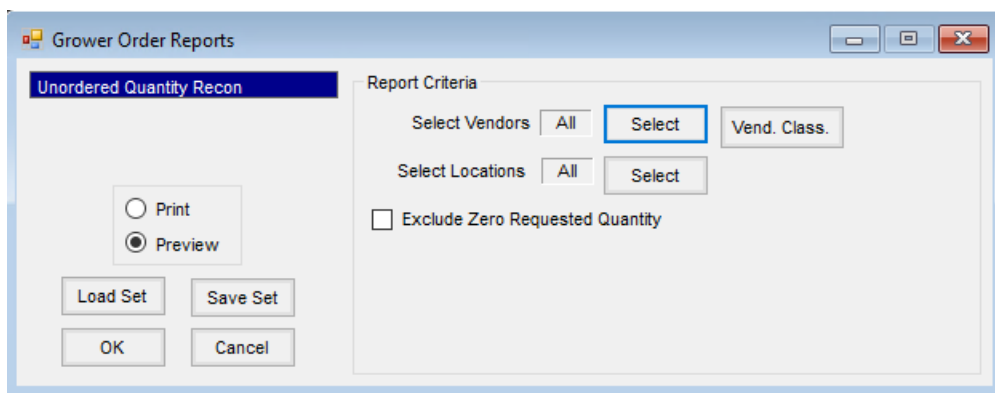 Grower Order Reports
Unordered Quantity Recon
Report Criteria
Select Vendors All Select Vend. Class.
Select Locations All Select
Exclude Zero Requested Quantity
Print
Preview
Load Set Save Set
OK Cancel